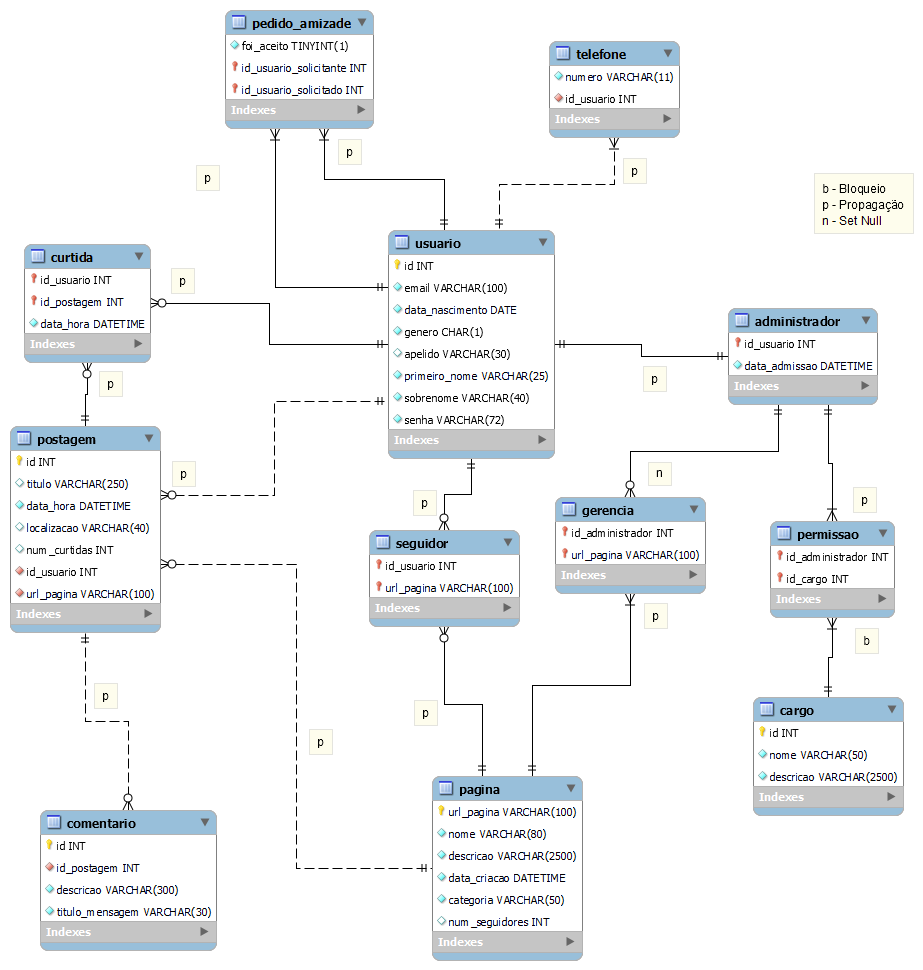 pedido_amizade
foi_aceito TINYINT(1)
id_usuario_solicitante INT
id_usuario_solicitado INT
Indexes
telefone
numero VARCHAR(11)
id_usuario INT
Indexes
p
p
p
b - Bloqueio
p - Propagação
n - Set Null
usuario
id INT
email VARCHAR(100)
data_nascimento DATE
genero CHAR(1)
apelido VARCHAR(30)
primeiro_nome VARCHAR(25)
sobrenome VARCHAR(40)
senha VARCHAR(72)
Indexes
curtida
id_usuario INT
id_postagem INT
data_hora DATETIME
Indexes
p
p
administrador
id_usuario INT
data_admissao DATETIME
Indexes
p
postagem
id INT
titulo VARCHAR(250)
data_hora DATETIME
localizacao VARCHAR(40)
num_curtidas INT
id_usuario INT
url_pagina VARCHAR(100)
Indexes
p
p
n
p
seguidor
id_usuario INT
url_pagina VARCHAR(100)
Indexes
gerencia
id_administrador INT
url_pagina VARCHAR(100)
Indexes
permissao
id_administrador INT
id_cargo INT
Indexes
p
b
p
p
p
cargo
id INT
nome VARCHAR(50)
descricao VARCHAR(2500)
Indexes
comentario
id INT
id_postagem INT
descricao VARCHAR(300)
titulo_mensagem VARCHAR(30)
Indexes
pagina
url_pagina VARCHAR(100)
nome VARCHAR(80)
descricao VARCHAR(2500)
data_criacao DATETIME
categoria VARCHAR(50)
num_seguidores INT
Indexes